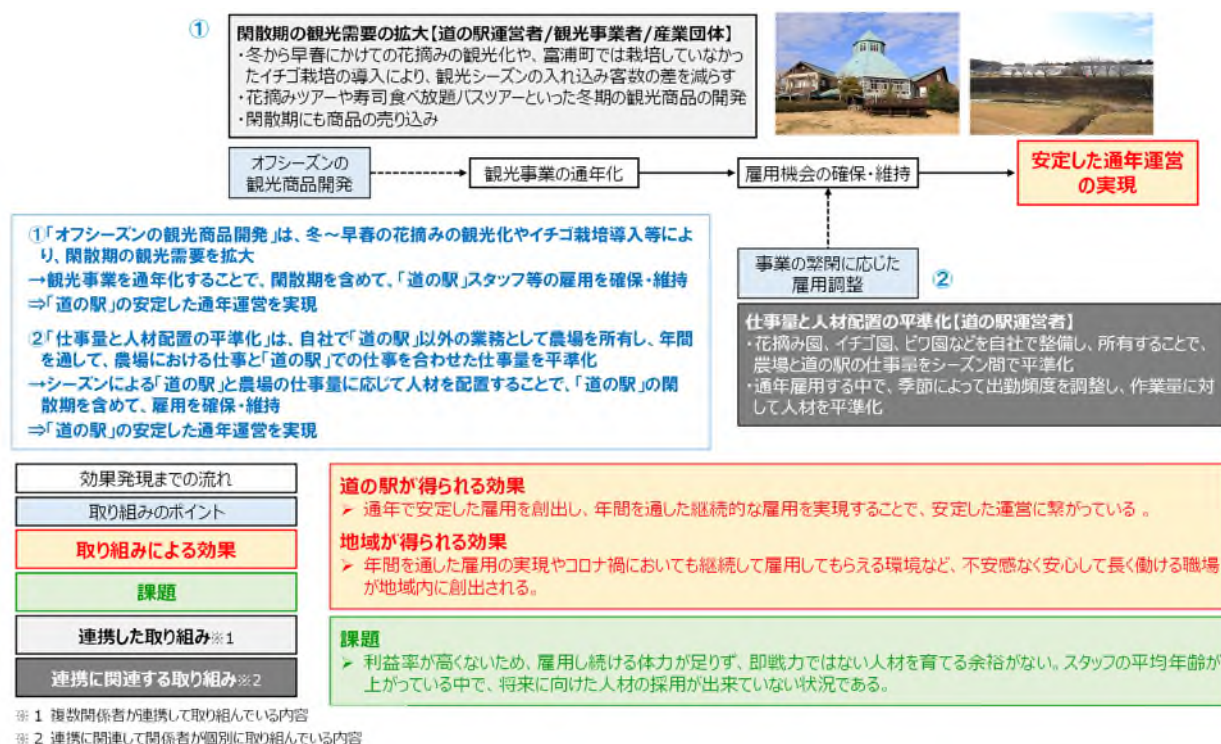 ①
閑散期の観光需要の拡大【道の駅運営者/観光事業者/産業団体】
・冬から早春にかけての花摘みの観光化や、富浦町では栽培していなかっ
たイチゴ栽培の導入により、観光シーズンの入れ込み客数の差を減らす
・花摘みツアーや寿司食べ放題バスツアーといった冬期の観光商品の開発
・閑散期にも商品の売り込み
オフシーズンの
観光商品開発
観光事業の通年化
雇用機会の確保・維持
安定した通年運営
の実現
①「オフシーズンの観光商品開発」は、冬～早春の花摘みの観光化やイチゴ栽培導入等によ
り、閑散期の観光需要を拡大
→観光事業を通年化することで、閑散期を含めて、「道の駅」スタッフ等の雇用を確保・維持
⇒「道の駅」の安定した通年運営を実現
②「仕事量と人材配置の平準化」は、自社で「道の駅」以外の業務として農場を所有し、年間
を通して、農場における仕事と「道の駅」での仕事を合わせた仕事量を平準化
→シーズンによる「道の駅」と農場の仕事量に応じて人材を配置することで、「道の駅」の閑
散期を含めて、雇用を確保・維持
⇒「道の駅」の安定した通年運営を実現
事業の繁閑に応じた
雇用調整
②
仕事量と人材配置の平準化【道の駅運営者】
・花摘み園、イチゴ園、ビワ園などを自社で整備し、所有することで、
農場と道の駅の仕事量をシーズン間で平準化
・通年雇用する中で、季節によって出勤頻度を調整し、作業量に対
して人材を平準化
効果発現までの流れ
取り組みのポイント
取り組みによる効果
課題
連携した取り組み※1
連携に関連する取り組み※2
道の駅が得られる効果
➢ 通年で安定した雇用を創出し、年間を通した継続的な雇用を実現することで、安定した運営に繋がっている 。
地域が得られる効果
➢ 年間を通した雇用の実現やコロナ禍においても継続して雇用してもらえる環境など、不安感なく安心して長く働ける職場
が地域内に創出される。
課題
➢ 利益率が高くないため、雇用し続ける体力が足りず、即戦力ではない人材を育てる余裕がない。スタッフの平均年齢が
上がっている中で、将来に向けた人材の採用が出来ていない状況である。
※1 複数関係者が連携して取り組んでいる内容
※2 連携に関連して関係者が個別に取り組んでいる内容